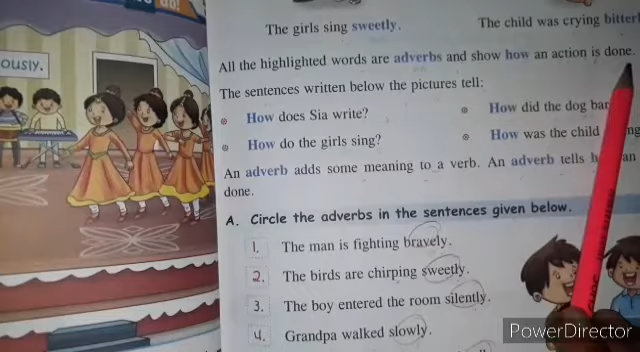 do!
OUSLY.
The girls sing sweetly.
The child was crying bitter
All the highlighted words are adverbs and show how an action is done.
The sentences written below the pictures tell:
How does Sia write?
How did the dog bar
How do the girls sing?
How was the child
An adverb adds some meaning to a verb. An adverb tells h an
done.
A. Circle the adverbs in the sentences given below.
1. The man is fighting bravely.
2. The birds are chirping sweetly.
3. The boy entered the room silently.
4. Grandpa walked slowly.
PowerDirector